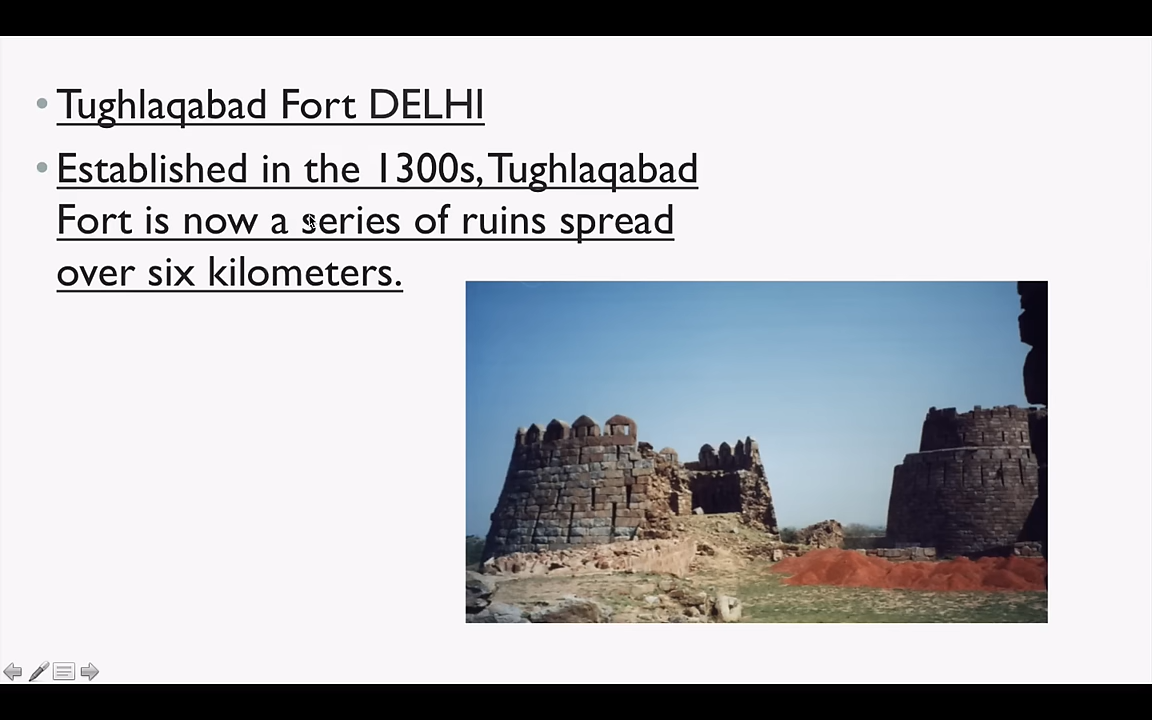 Tughlaqabad Fort DELHI
Established in the 1300s, Tughlaqabad
Fort is now a series of ruins spread
over six kilometers.